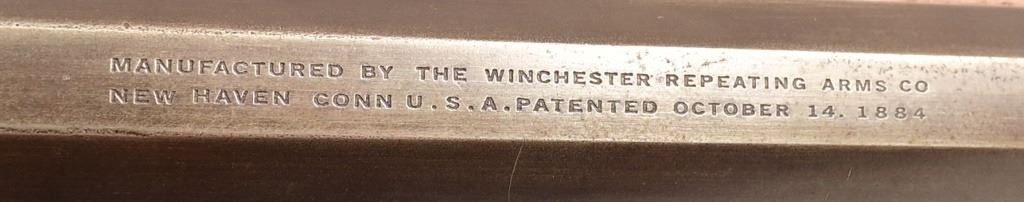 MANUFACTURED BY THE WINCHESTER REPEATING ARMS CO
NEW HAVEN CONN U.S.A. PATENTED OCTOBER 14. 1884